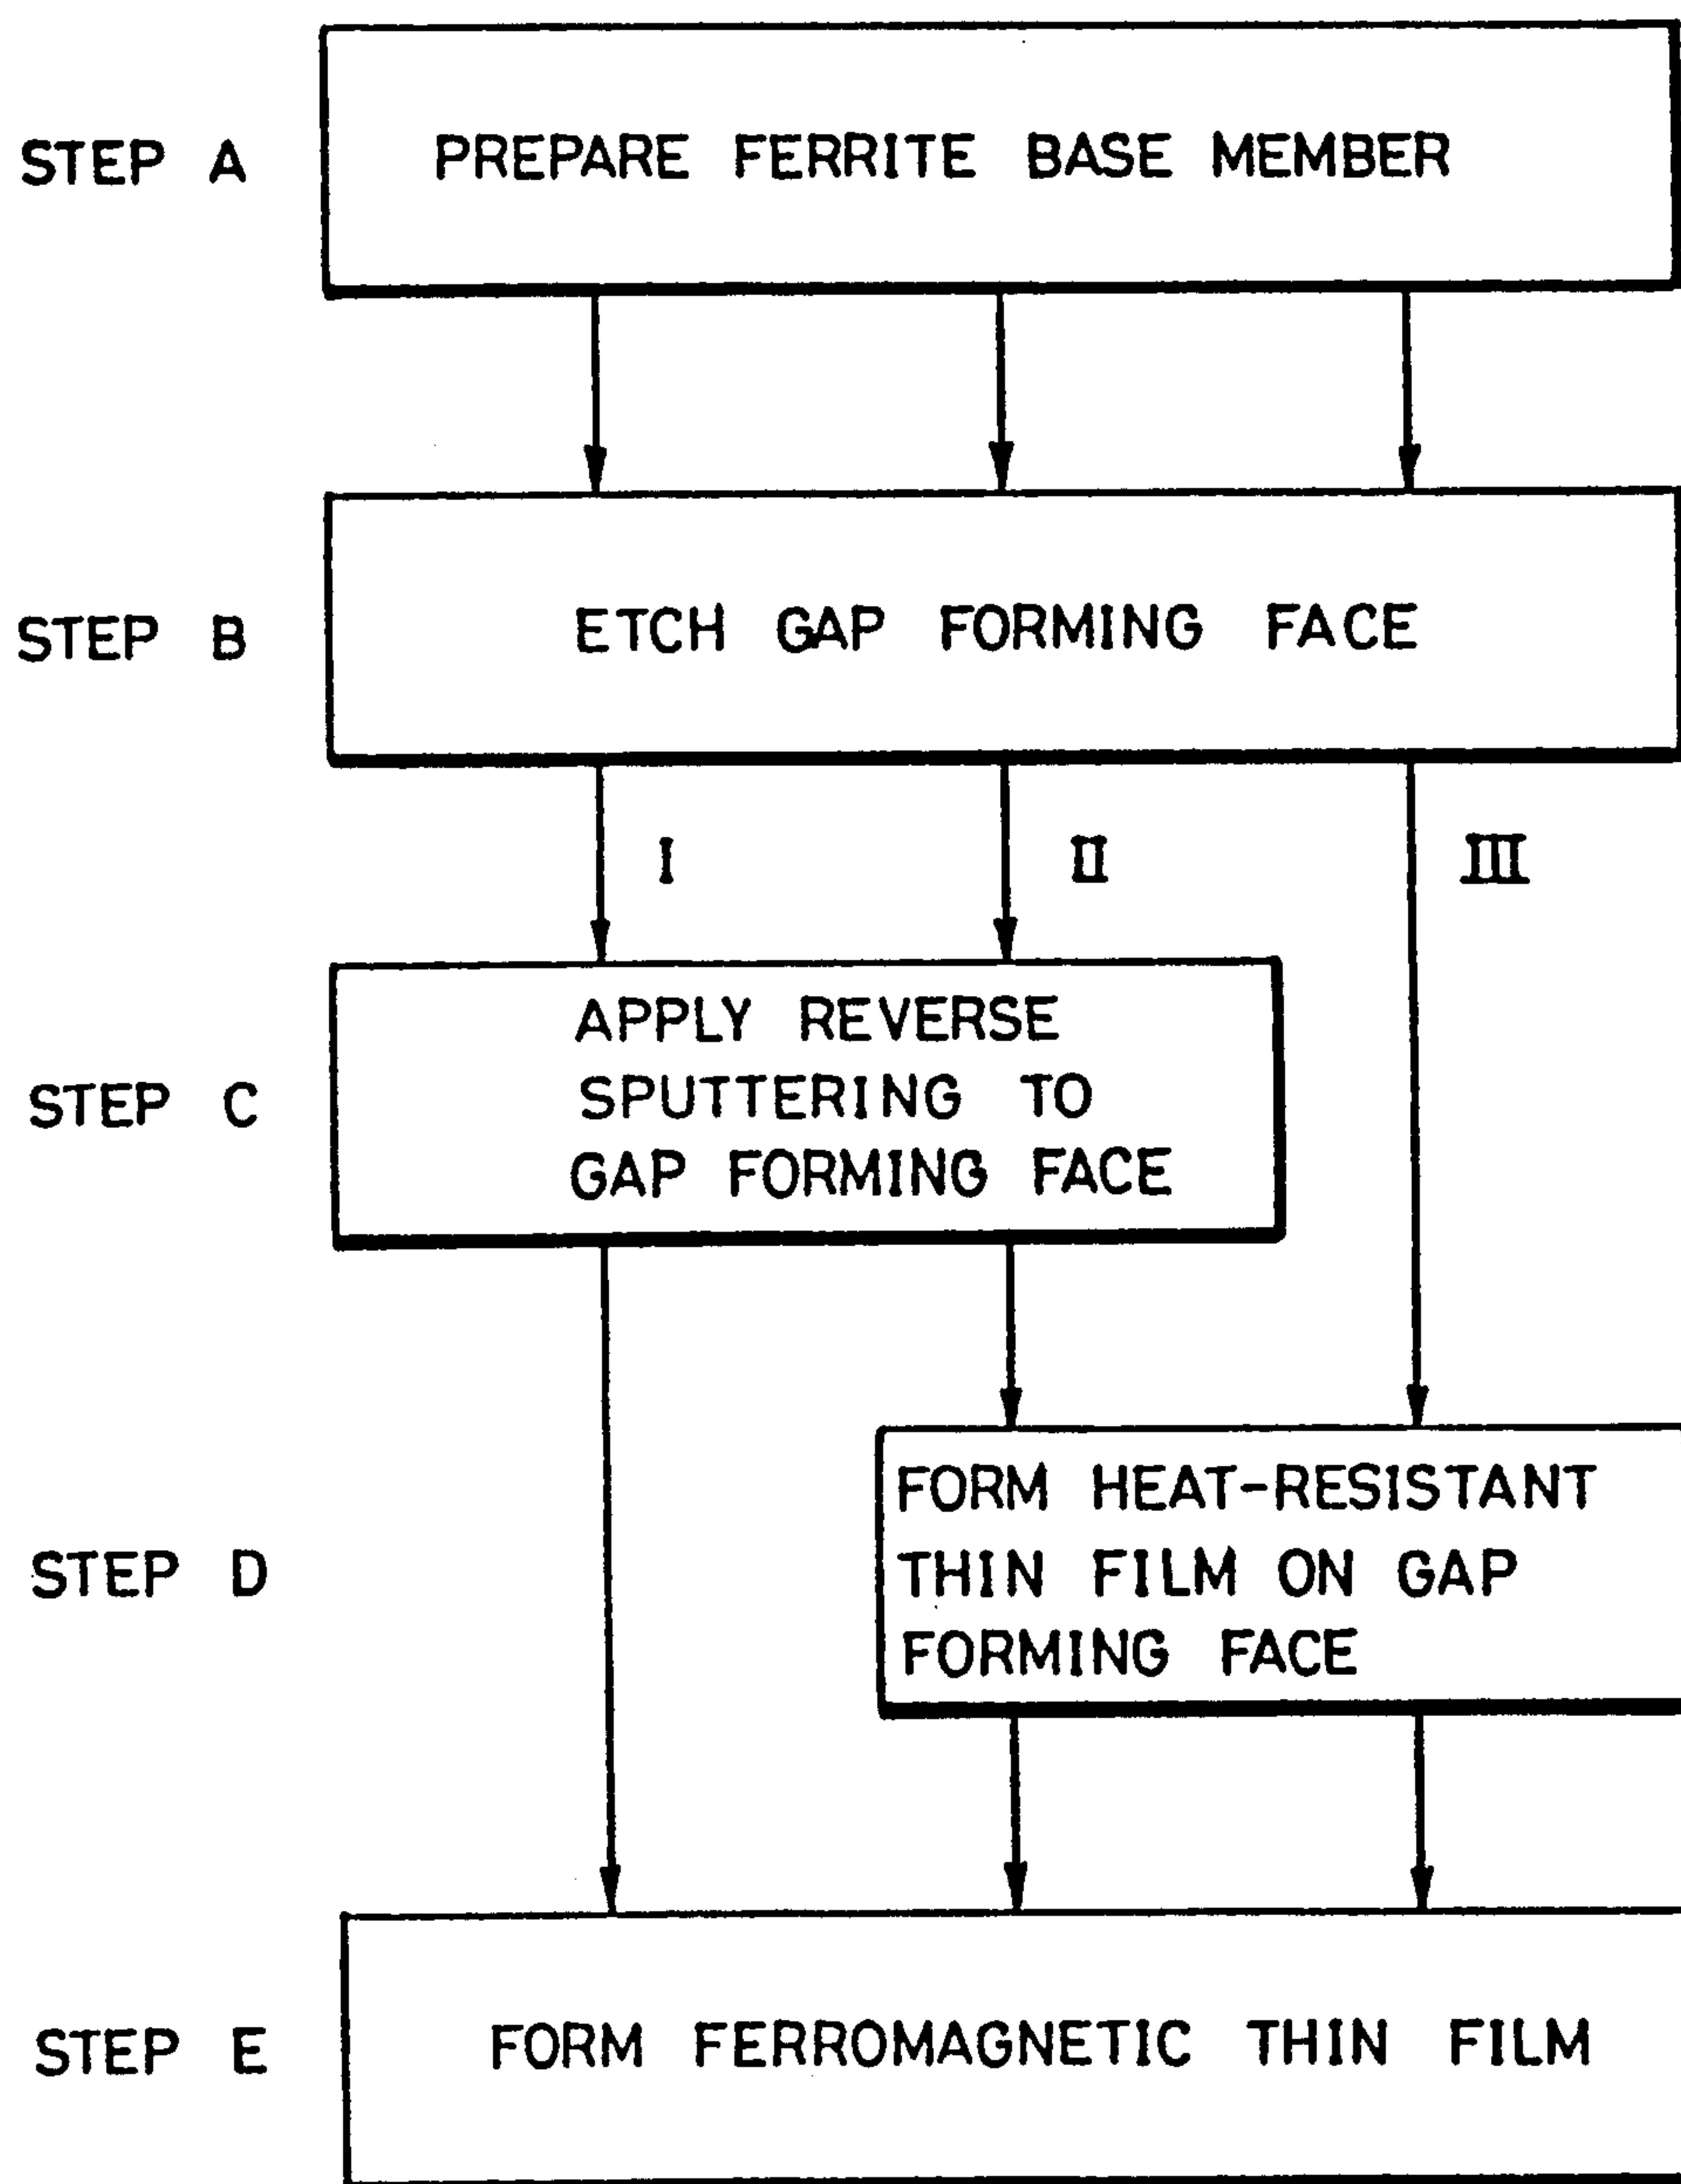 STEP A
PREPARE FERRITE BASE MEMBER
STEP B
ETCH GAP FORMING FACE
I
II
III
STEP C
APPLY REVERSE
SPUTTERING TO
GAP FORMING FACE
STEP D
FORM HEAT-RESISTANT
THIN FILM ON GAP
FORMING FACE
STEP E
FORM FERROMAGNETIC THIN FILM